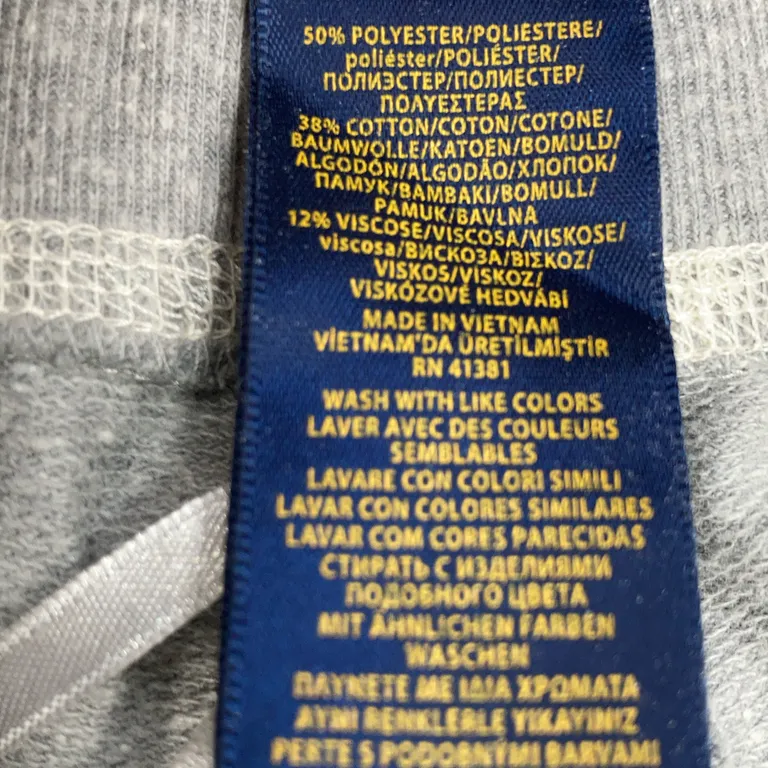 50% POLYESTER/POLIESTERE/
poliéster/POLIÉSTER/
ПОЛИЭСТЕР/ПОЛИЕСТЕР/
ΠΟΛΥΕΣΤΕΡΑΣ
38% COTTON/COTON/COTONE/
BAUMWOLLE/KATOEN/BOMULD/
ALGODÓN/ALGODÃO/ХЛОПОК/
ПАМУК/ΒΑΜΒΑΚΙ/BOMULL/
PAMUK/BAVLNA
12% VISCOSE/VISCOSA/VISKOSE/
viscosa/ВИСКОЗА/ΒΙΣΚΟΖ/
VISKOS/VISKOZ/
VISKÓZOVÉ HEDVÁBÍ
MADE IN VIETNAM
VİETNAM'DA ÜRETİLMİŞTİR
RN 41381
WASH WITH LIKE COLORS
LAVER AVEC DES COULEURS
SEMBLABLES
LAVARE CON COLORI SIMILI
LAVAR CON COLORES SIMILARES
LAVAR COM CORES PARECIDAS
СТИРАТЬ С ИЗДЕЛИЯМИ
ПОДОБНОГО ЦВЕТА
MIT ÄHNLICHEN FARBEN
WASCHEN
ΠΛΥΝΕΤΕ ΜΕ ΙΔΙΑ ΧΡΩΜΑΤΑ
AYNI RENKLERLE YIKAYINIZ
PERTE S PODOBNÝMI BARVAMI